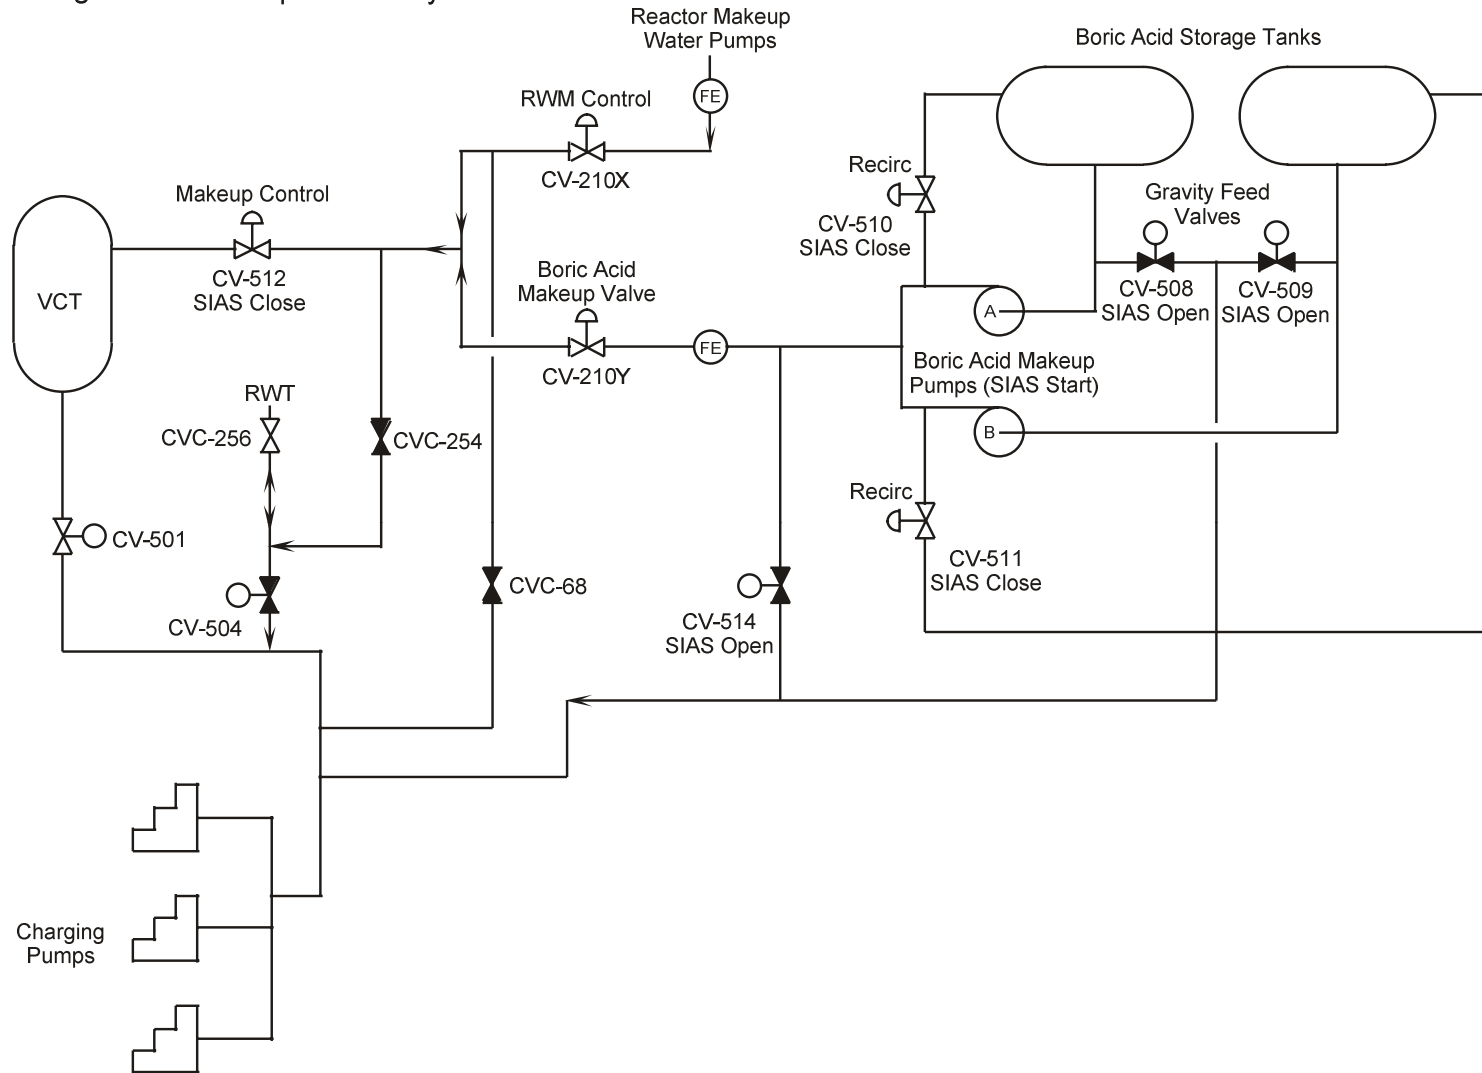 Reactor Makeup
Water Pumps
Boric Acid Storage Tanks
FE
RWM Control
CV-210X
Makeup Control
CV-512
SIAS Close
VCT
Recirc
CV-510
SIAS Close
Gravity Feed
Valves
CV-508
SIAS Open
CV-509
SIAS Open
Boric Acid
Makeup Valve
CV-210Y
FE
A
Boric Acid Makeup
Pumps (SIAS Start)
B
RWT
CVC-256
CVC-254
CV-501
CV-504
CVC-68
Recirc
CV-511
SIAS Close
CV-514
SIAS Open
Charging
Pumps